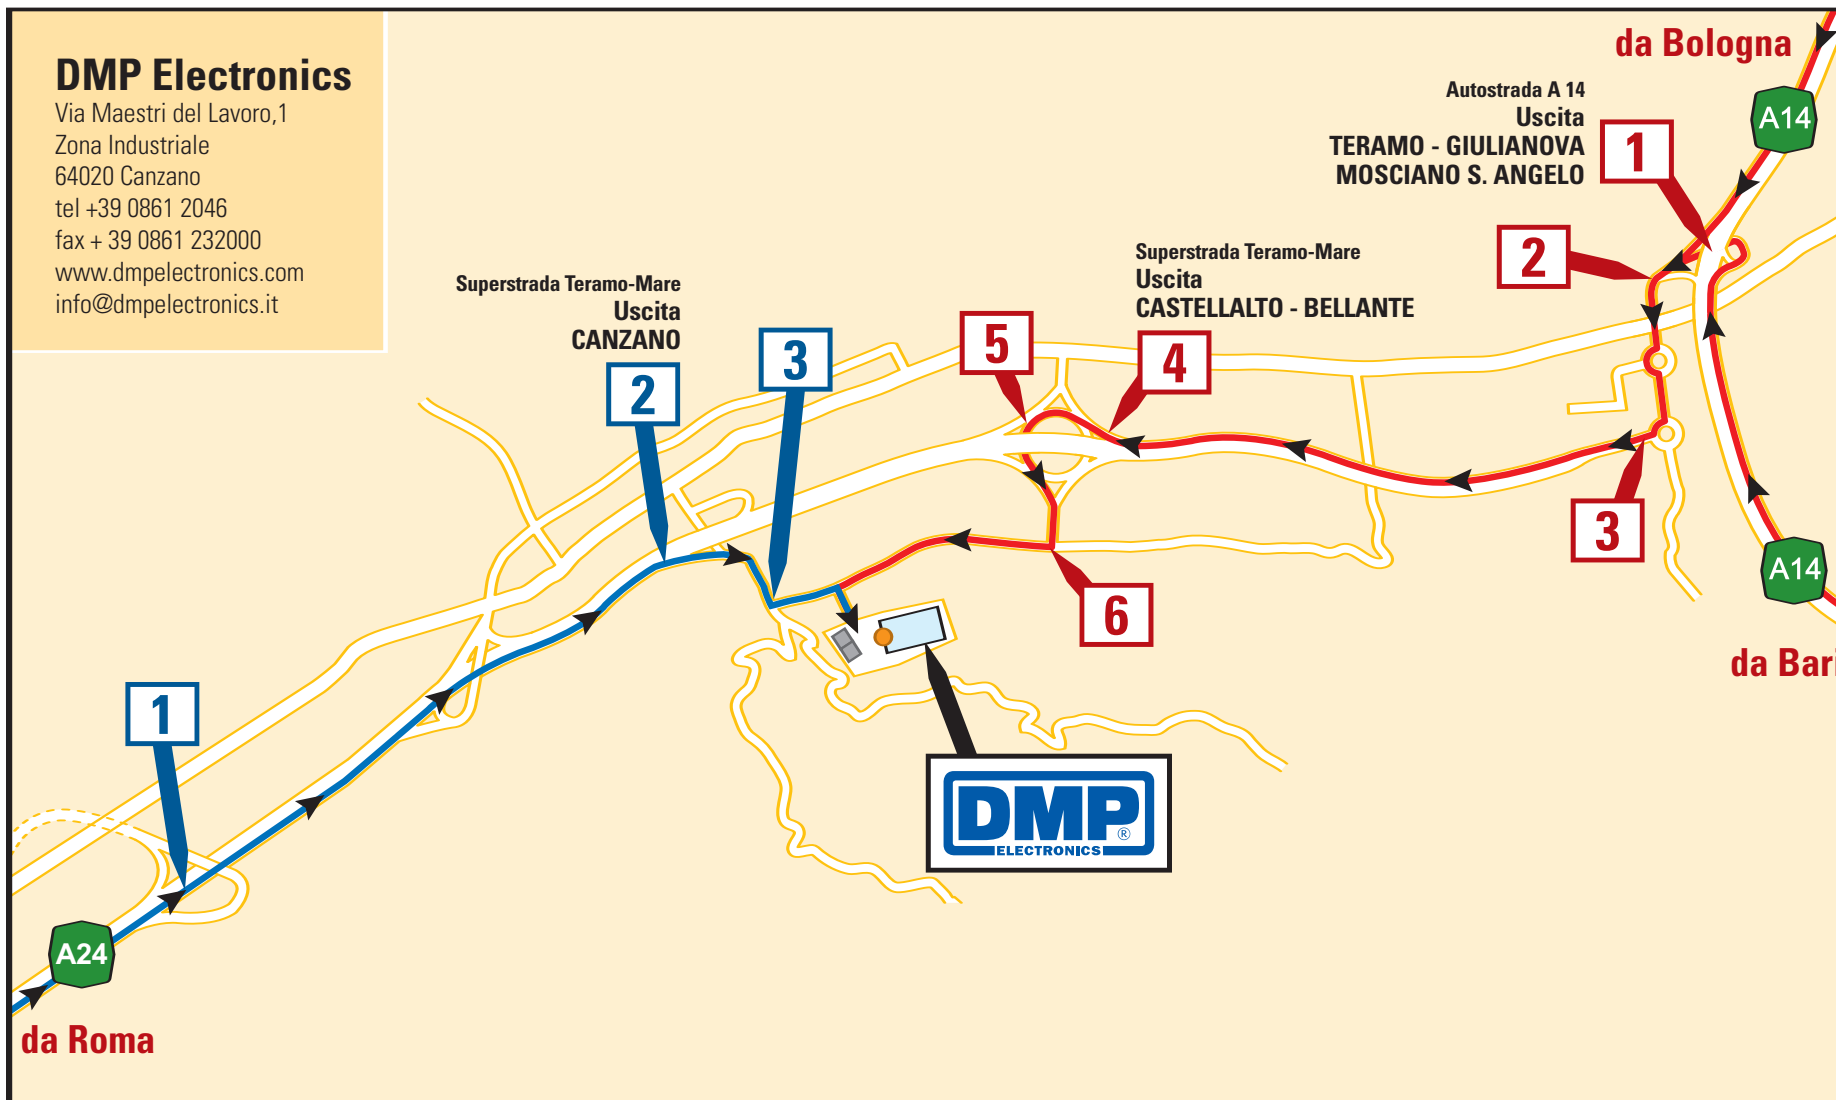 DMP Electronics
Via Maestri del Lavoro,1
Zona Industriale
64020 Canzano
tel +39 0861 2046
fax + 39 0861 232000
www.dmpelectronics.com
info@dmpelectronics.it
da Bologna
A14
Autostrada A 14
Uscita
TERAMO - GIULIANOVA
MOSCIANO S. ANGELO
1
2
Superstrada Teramo-Mare
Uscita
CASTELLALTO - BELLANTE
Superstrada Teramo-Mare
Uscita
CANZANO
2
3
5
4
3
A14
6
da Bari
1
DMP
®
ELECTRONICS
A24
da Roma